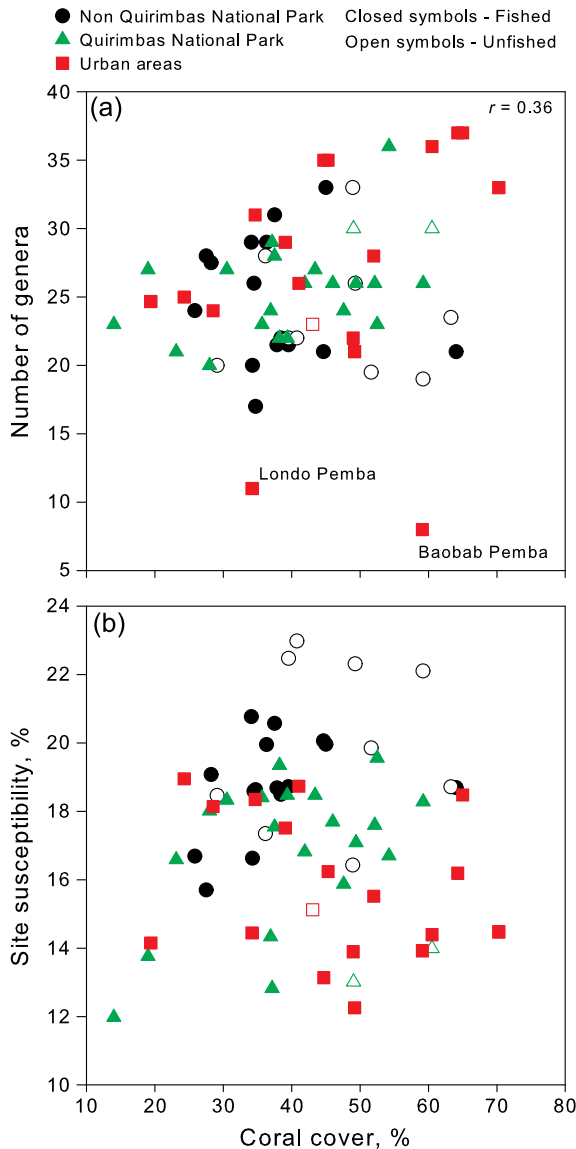 Non Quirimbas National Park Closed symbols - Fished
Quirimbas National Park Open symbols - Unfished
Urban areas
(a)
r = 0.36
40
35
30
25
20
15
10
5
Number of genera
Londo Pemba
Baobab Pemba
(b)
24
22
20
18
16
14
12
10
Site susceptibility, %
10 20 30 40 50 60 70 80
Coral cover, %